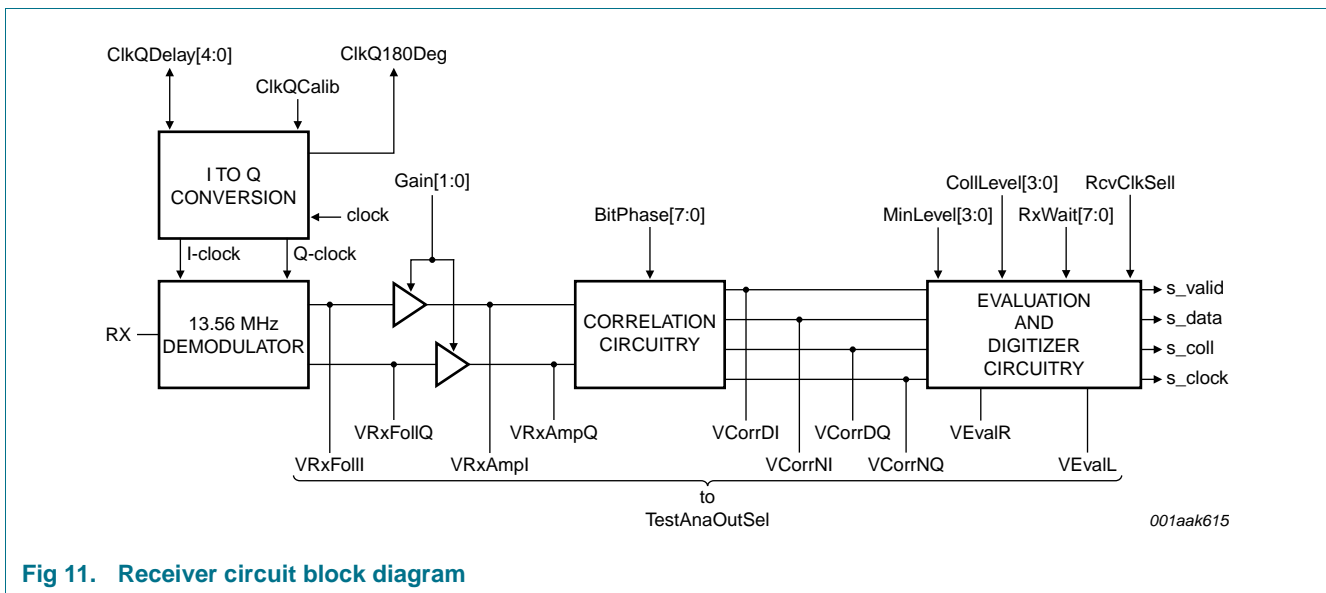 ClkQDelay[4:0]
ClkQ180Deg
ClkQCalib
I TO Q
CONVERSION
clock
I-clock
Q-clock
Gain[1:0]
BitPhase[7:0]
CollLevel[3:0]
RcvClkSelI
MinLevel[3:0]
RxWait[7:0]
RX
13.56 MHz
DEMODULATOR
CORRELATION
CIRCUITRY
EVALUATION
AND
DIGITIZER
CIRCUITRY
s_valid
s_data
s_coll
s_clock
VRxFollQ
VRxAmpQ
VCorrDI
VCorrDQ
VEvalR
VRxFollI
VRxAmpI
VCorrNI
VCorrNQ
VEvalL
to
TestAnaOutSel
001aak615
Fig 11. Receiver circuit block diagram